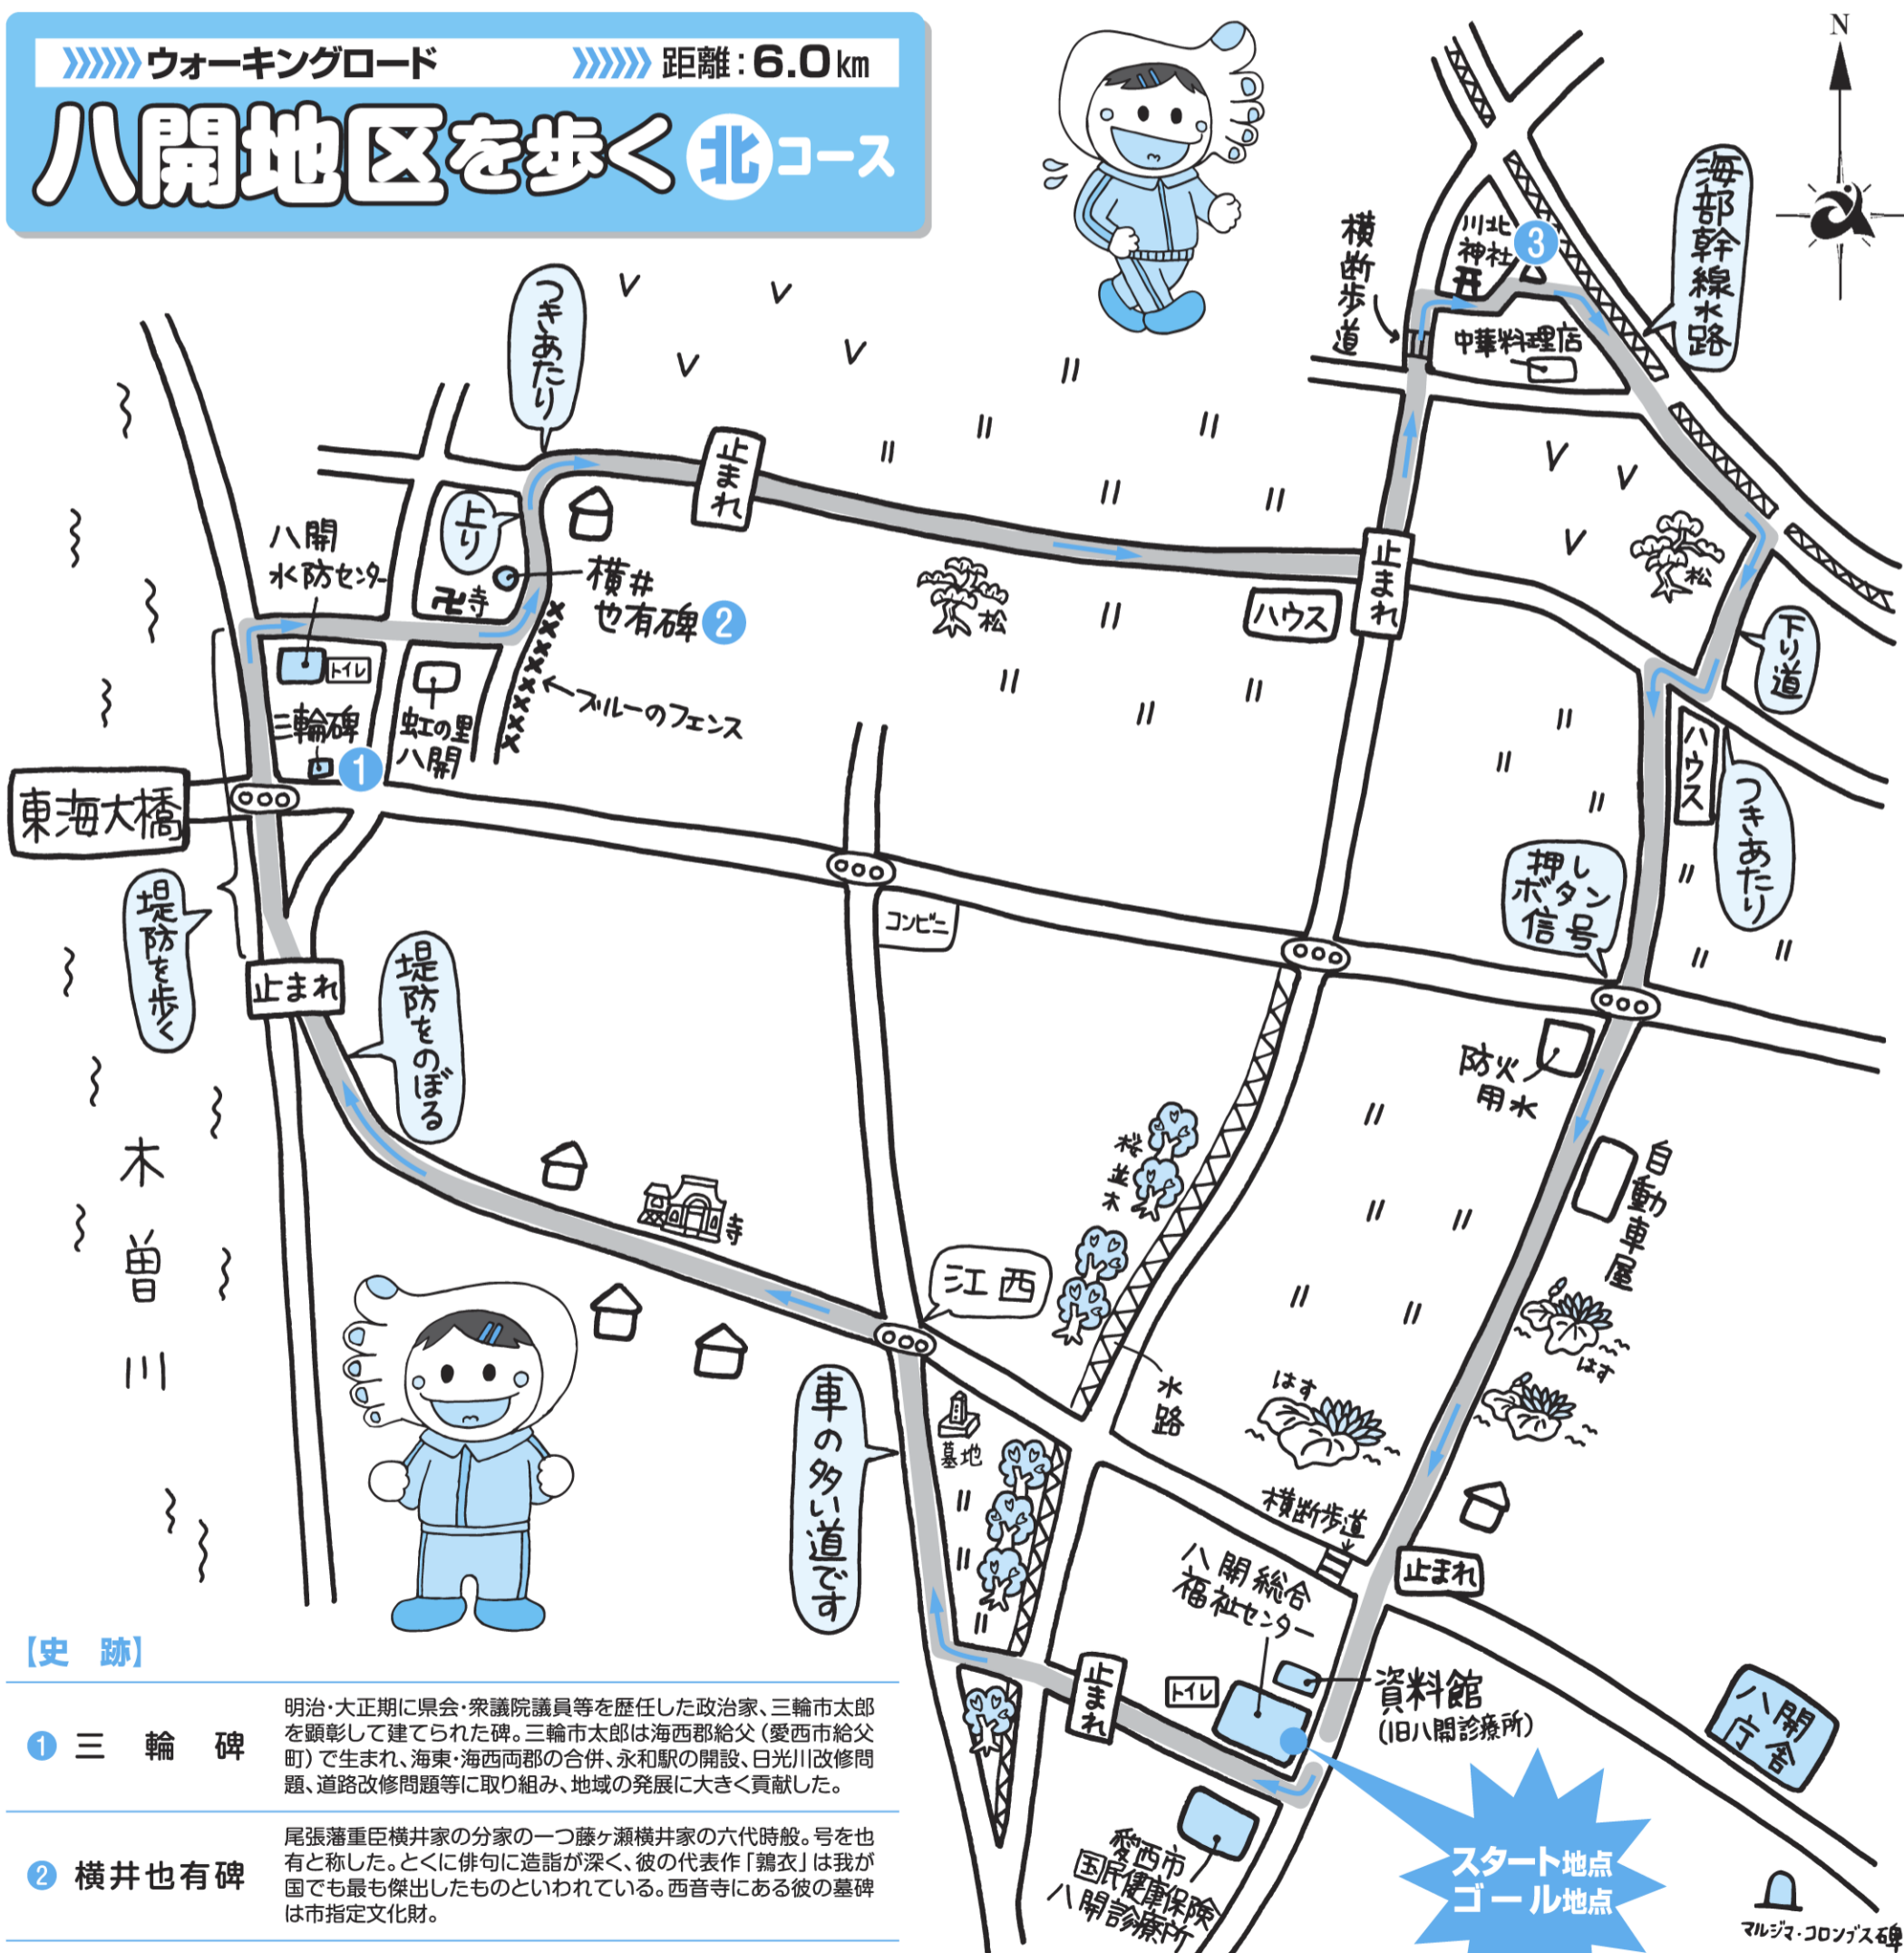 ウォーキングロード 距離：6.0km
八開地区を歩く 北 コース
N
海部幹線水路
川北
神社
3
横断歩道
中華料理店
つきあたり
止まれ
上り
八開
水防センター
トイレ
卍寺
横井
也有碑 2
松
ハウス
止まれ
松
下り道
ブルーのフェンス
三輪碑
1
虹の里
八開
東海大橋
ハウス
つきあたり
堤防を歩く
コンビニ
押し
ボタン
信号
止まれ
堤防をのぼる
防火
用水
木曽川
桜並木
自動車屋
寺
江西
はす
はす
水路
車の多い道です
墓地
横断歩道
止まれ
八開総合
福祉センター
トイレ
止まれ
資料館
（旧八開診療所）
八開
庁舎
愛西市
国民健康保険
八開診療所
スタート地点
ゴール地点
マルジマ・コロンブス碑
【史 跡】
1 三輪碑
明治・大正期に県会・衆議院議員等を歴任した政治家、三輪市太郎
を顕彰して建てられた碑。三輪市太郎は海西郡給父（愛西市給父
町）で生まれ、海東・海西両郡の合併、永和駅の開設、日光川改修問
題、道路改修問題等に取り組み、地域の発展に大きく貢献した。
2 横井也有碑
尾張藩重臣横井家の分家の一つ藤ヶ瀬横井家の六代時般。号を也
有と称した。とくに俳句に造詣が深く、彼の代表作「鶉衣」は我が
国でも最も傑出したものといわれている。西音寺にある彼の墓碑
は市指定文化財。